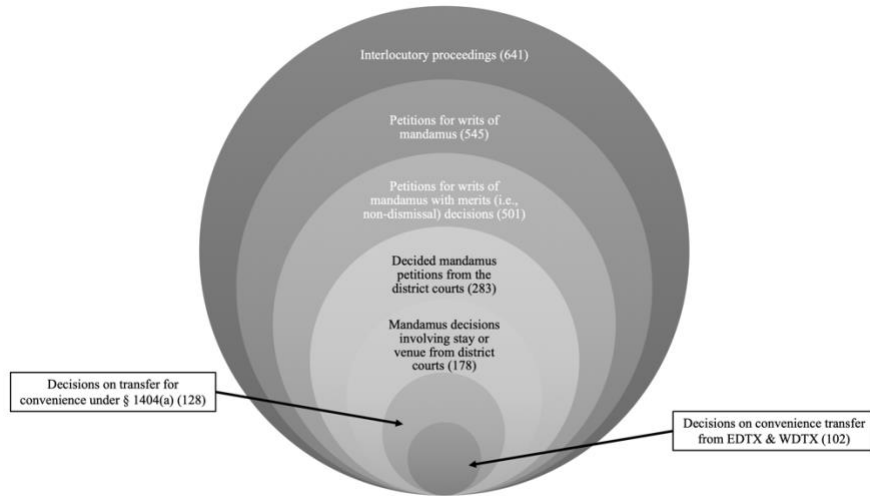 Interlocutory proceedings (641)
Petitions for writs of
mandamus (545)
Petitions for writs of
mandamus with merits (i.e.,
non-dismissal) decisions (501)
Decided mandamus
petitions from the
district courts (283)
Mandamus decisions
involving stay or
venue from district
courts (178)
Decisions on transfer for
convenience under § 1404(a) (128)
Decisions on convenience transfer
from EDTX & WDTX (102)